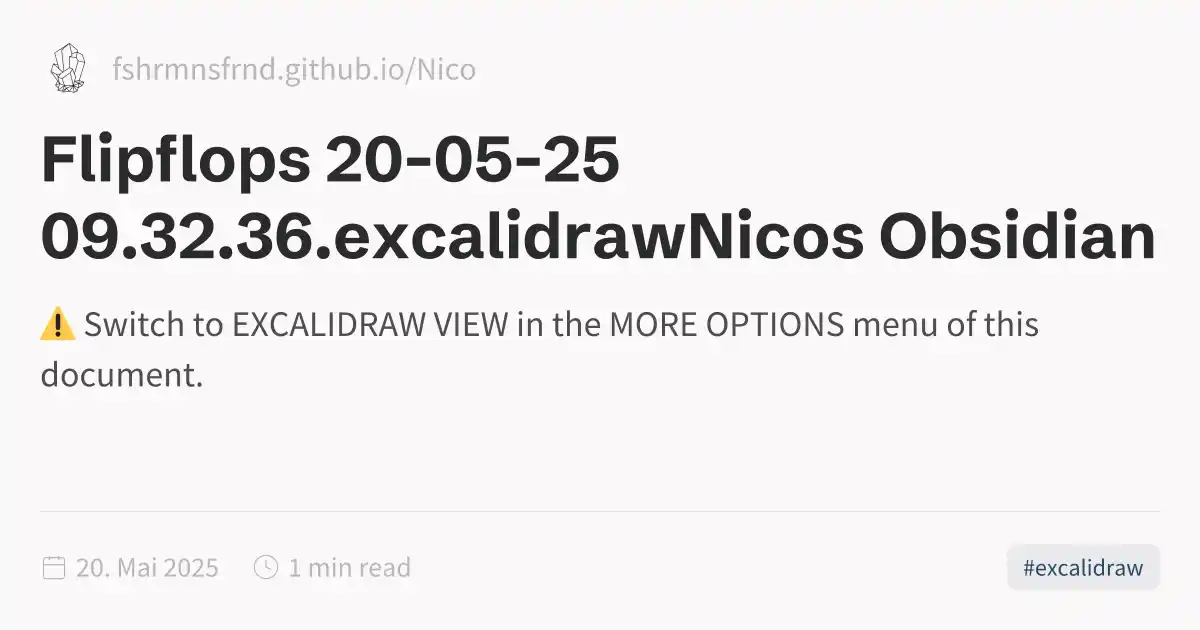 fshrmnsfrnd.github.io/Nico
Flipflops 20-05-25
09.32.36.excalidrawNicos Obsidian
⚠️ Switch to EXCALIDRAW VIEW in the MORE OPTIONS menu of this
document.
20. Mai 2025 1 min read #excalidraw